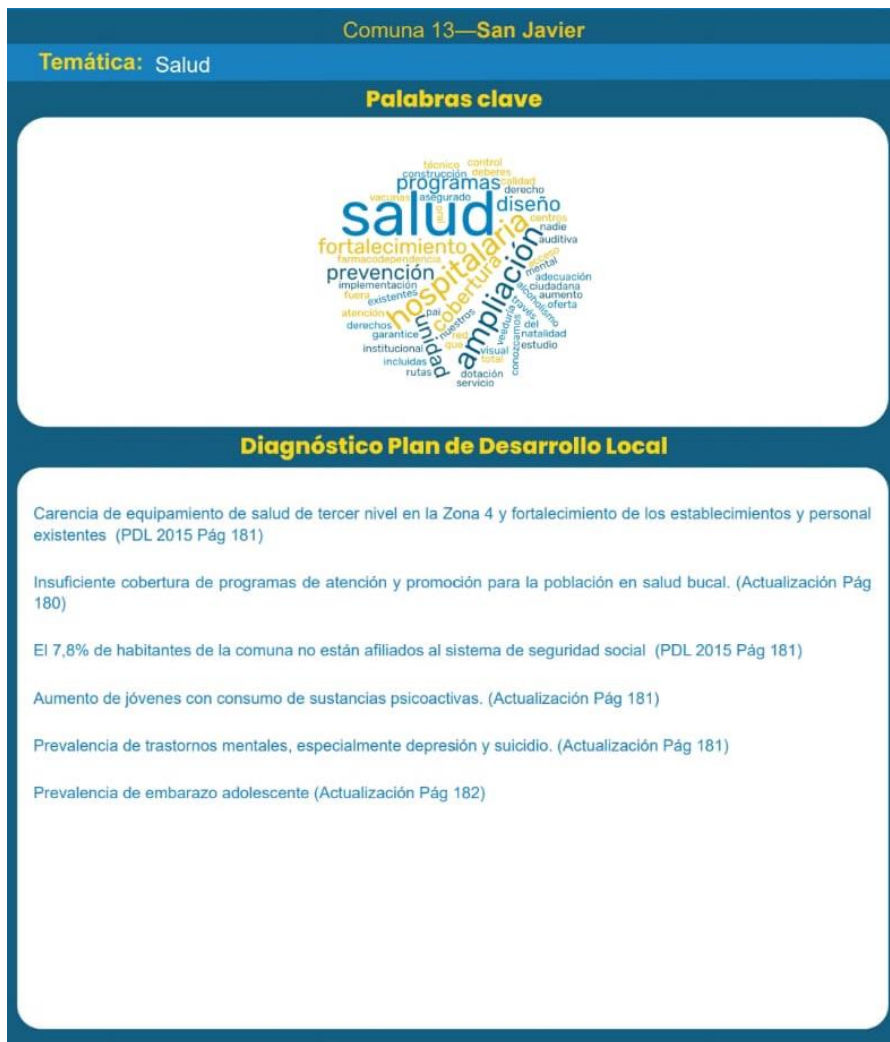 Comuna 13—San Javier
Temática: Salud
Palabras clave
técnico control
construcción deberes
programas calidad
derecho
vacunas asegurado
salud
oral
diseño
centros
nadie
fortalecimiento
hospitalaria
auditiva
farmacodependencia
acceso
mental
prevención
cobertura
ampliación
adecuación
implementación
ciudadana
fuera existentes
alcoholismo
aumento
atención
pai
nuestros
través
oferta
derechos
unidad
veeduría
del
natalidad
garantice
red
que
conozcamos
estudio
institucional
visual
total
incluidas
rutas
dotación
servicio
Diagnóstico Plan de Desarrollo Local
Carencia de equipamiento de salud de tercer nivel en la Zona 4 y fortalecimiento de los establecimientos y personal
existentes (PDL 2015 Pág 181)
Insuficiente cobertura de programas de atención y promoción para la población en salud bucal. (Actualización Pág
180)
El 7,8% de habitantes de la comuna no están afiliados al sistema de seguridad social (PDL 2015 Pág 181)
Aumento de jóvenes con consumo de sustancias psicoactivas. (Actualización Pág 181)
Prevalencia de trastornos mentales, especialmente depresión y suicidio. (Actualización Pág 181)
Prevalencia de embarazo adolescente (Actualización Pág 182)